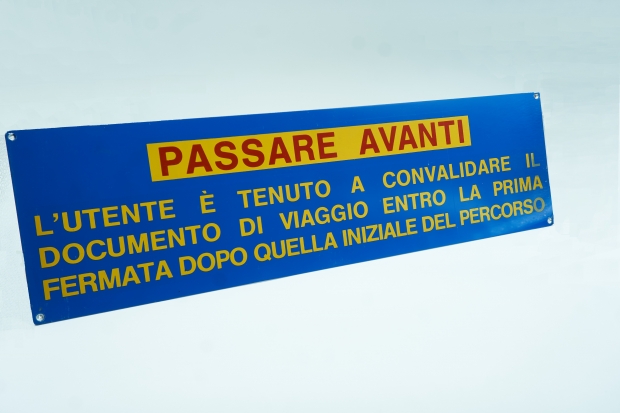 PASSARE AVANTI
L'UTENTE È TENUTO A CONVALIDARE IL
DOCUMENTO DI VIAGGIO ENTRO LA PRIMA
FERMATA DOPO QUELLA INIZIALE DEL PERCORSO